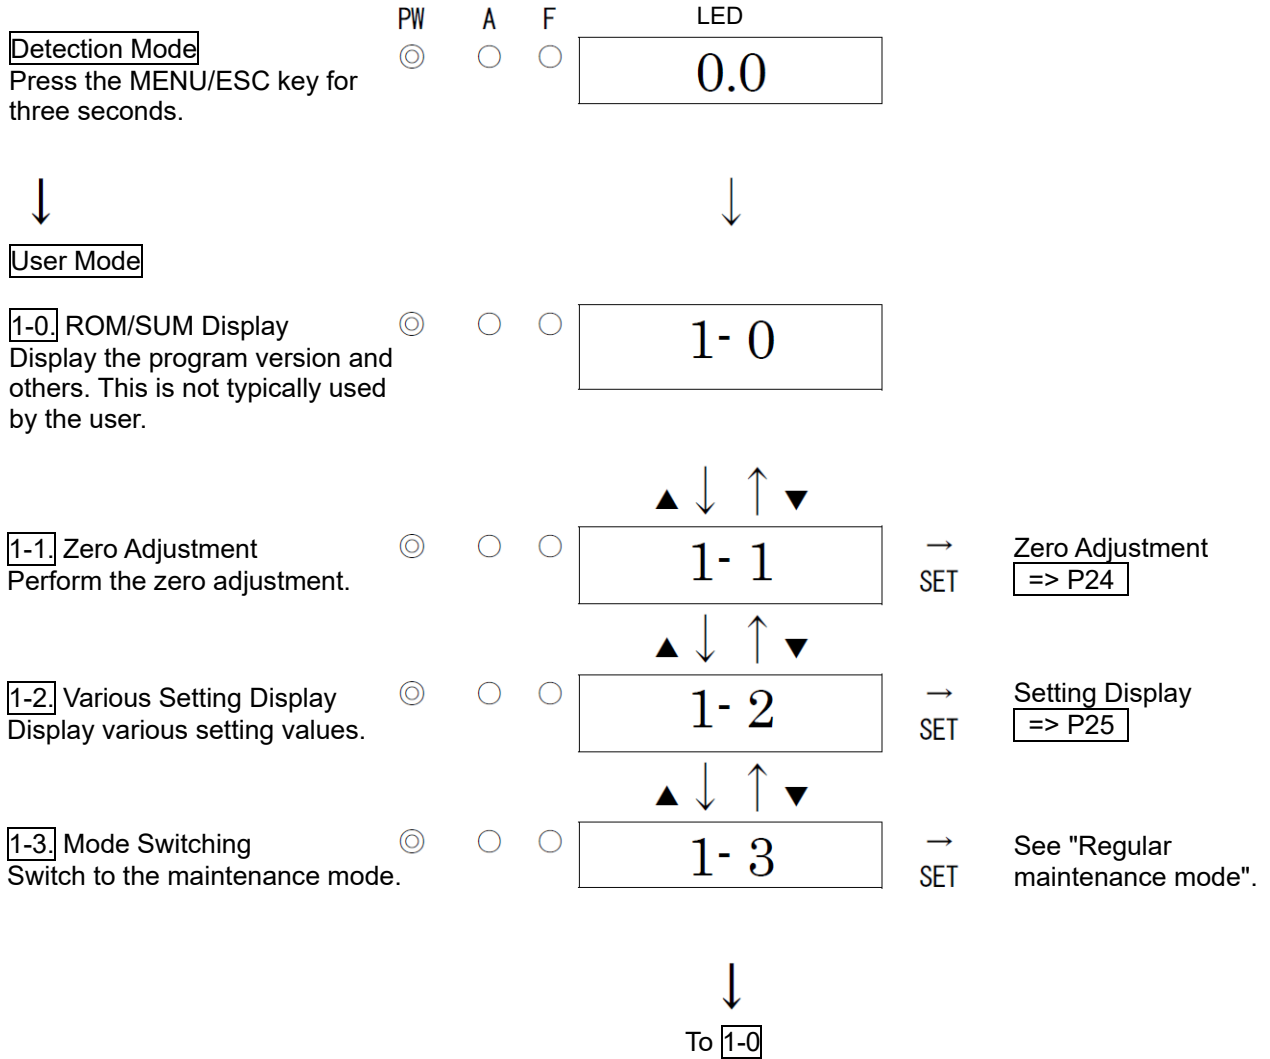 PW A F LED
Detection Mode ◎ ○ ○ 0.0
Press the MENU/ESC key for
three seconds.
↓ ↓
User Mode
1-0. ROM/SUM Display ◎ ○ ○ 1- 0
Display the program version and
others. This is not typically used
by the user.
▲ ↓ ↑ ▼
1-1. Zero Adjustment ◎ ○ ○ 1- 1 → Zero Adjustment
Perform the zero adjustment. SET => P24
▲ ↓ ↑ ▼
1-2. Various Setting Display ◎ ○ ○ 1- 2 → Setting Display
Display various setting values. SET => P25
▲ ↓ ↑ ▼
1-3. Mode Switching ◎ ○ ○ 1- 3 → See "Regular
Switch to the maintenance mode. SET maintenance mode".
↓
To 1-0